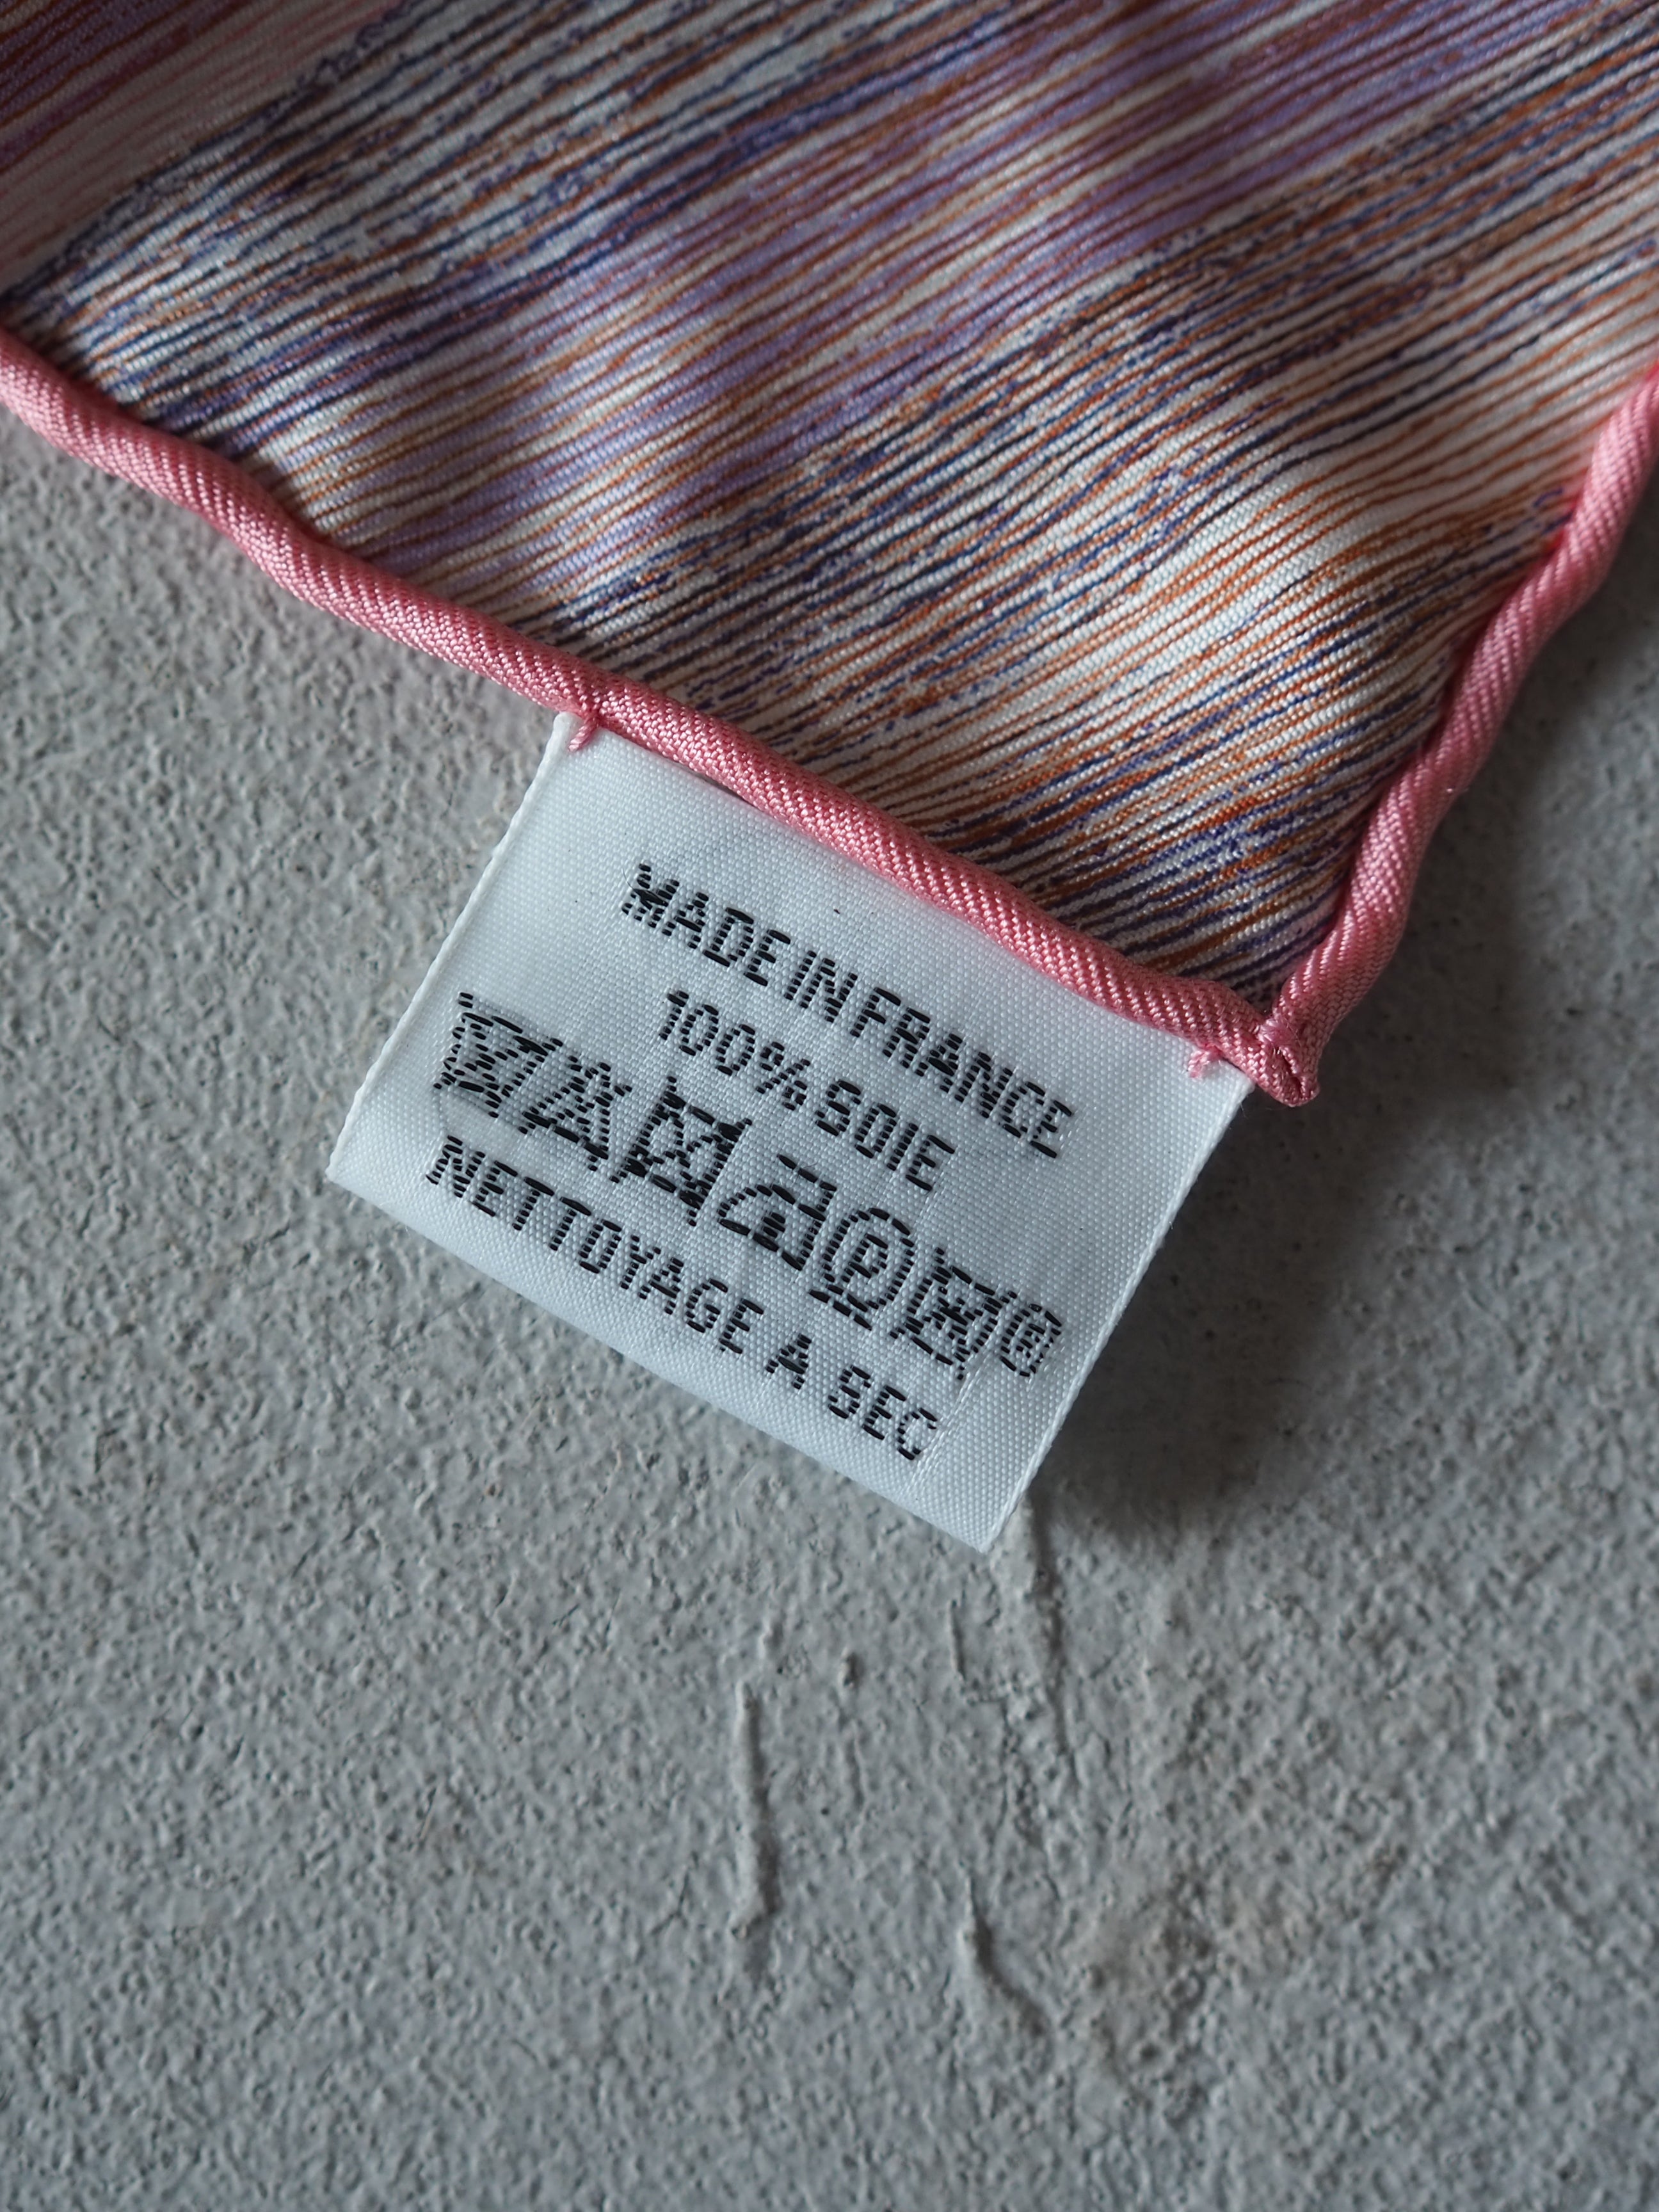 MADE IN FRANCE
100% SOIE
P ®
NETTOYAGE A SEC